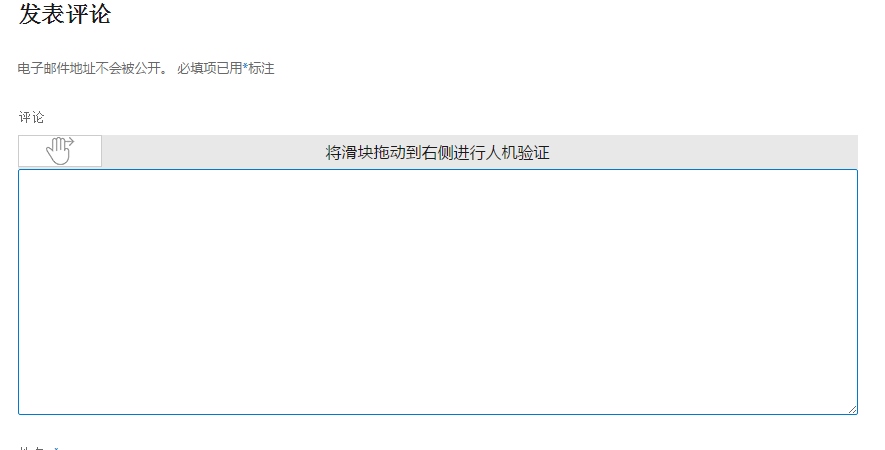 发表评论
电子邮件地址不会被公开。 必填项已用*标注
评论
将滑块拖动到右侧进行人机验证